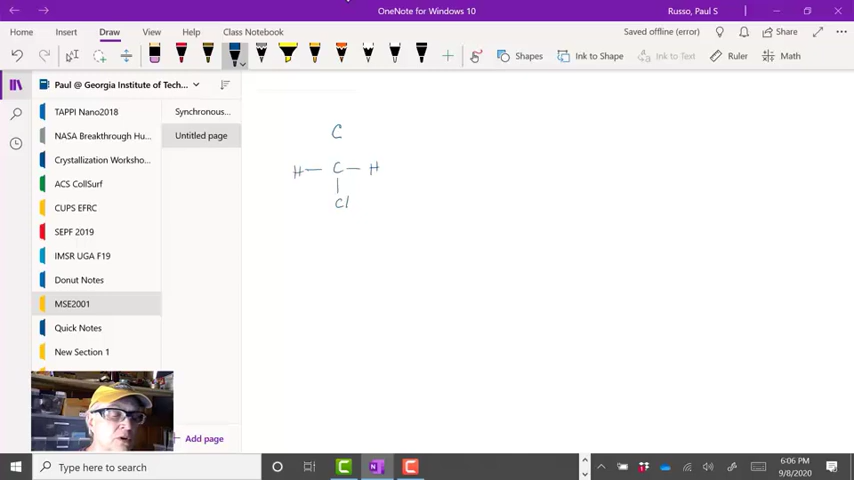 OneNote for Windows 10
Russo, Paul S
Home Insert Draw View Help Class Notebook
Saved offline (error)
Share
Shapes
Ink to Shape
Ink to Text
Ruler
Math
Paul @ Georgia Institute of Tech...
TAPPI Nano2018
NASA Breakthrough Hu...
Crystallization Worksho...
ACS CollSurf
CUPS EFRC
SEPF 2019
IMSR UGA F19
Donut Notes
MSE2001
Quick Notes
New Section 1
Synchronous...
Untitled page
Add page
C
H — C — H
Cl
Type here to search
6:06 PM
9/8/2020